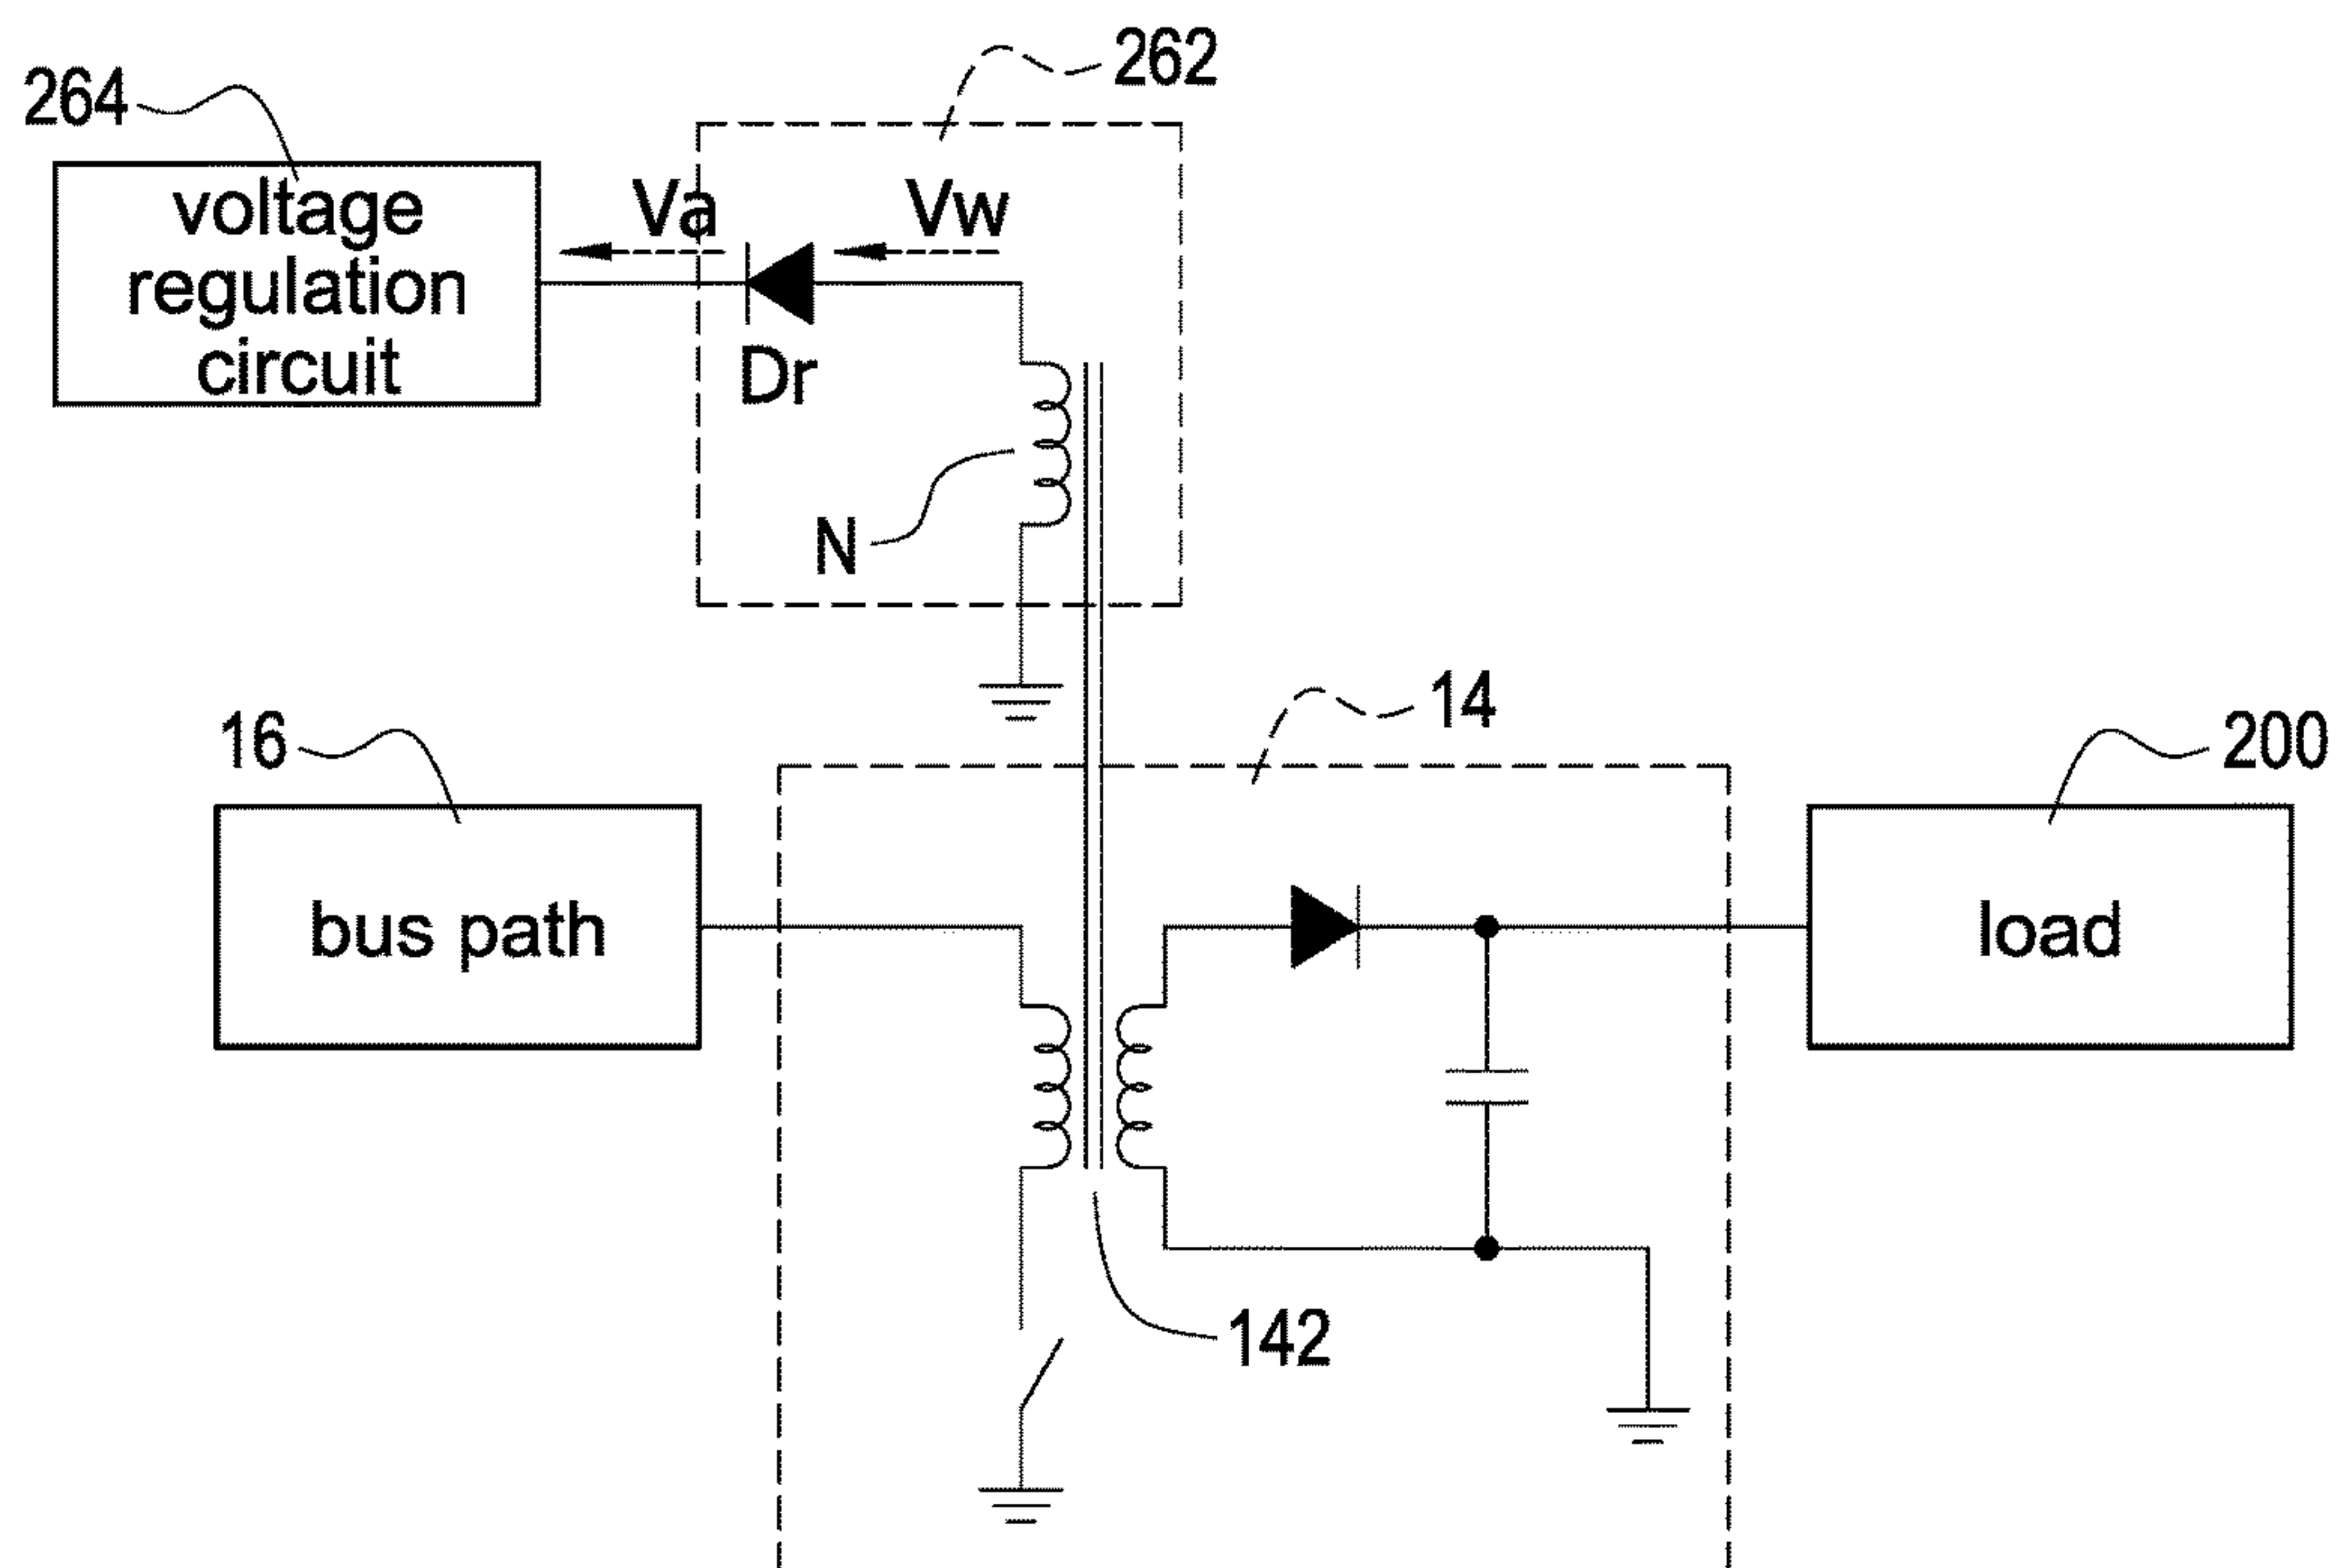 262
264
voltage
regulation
circuit
Va
Vw
Dr
N
14
16
200
bus path
load
142